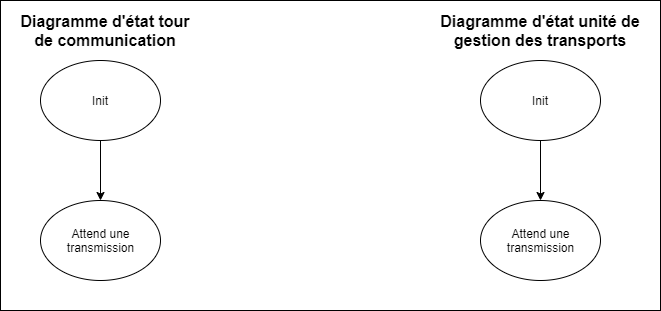 Diagramme d'état tour
de communication
Init
Attend une
transmission
Diagramme d'état unité de
gestion des transports
Init
Attend une
transmission